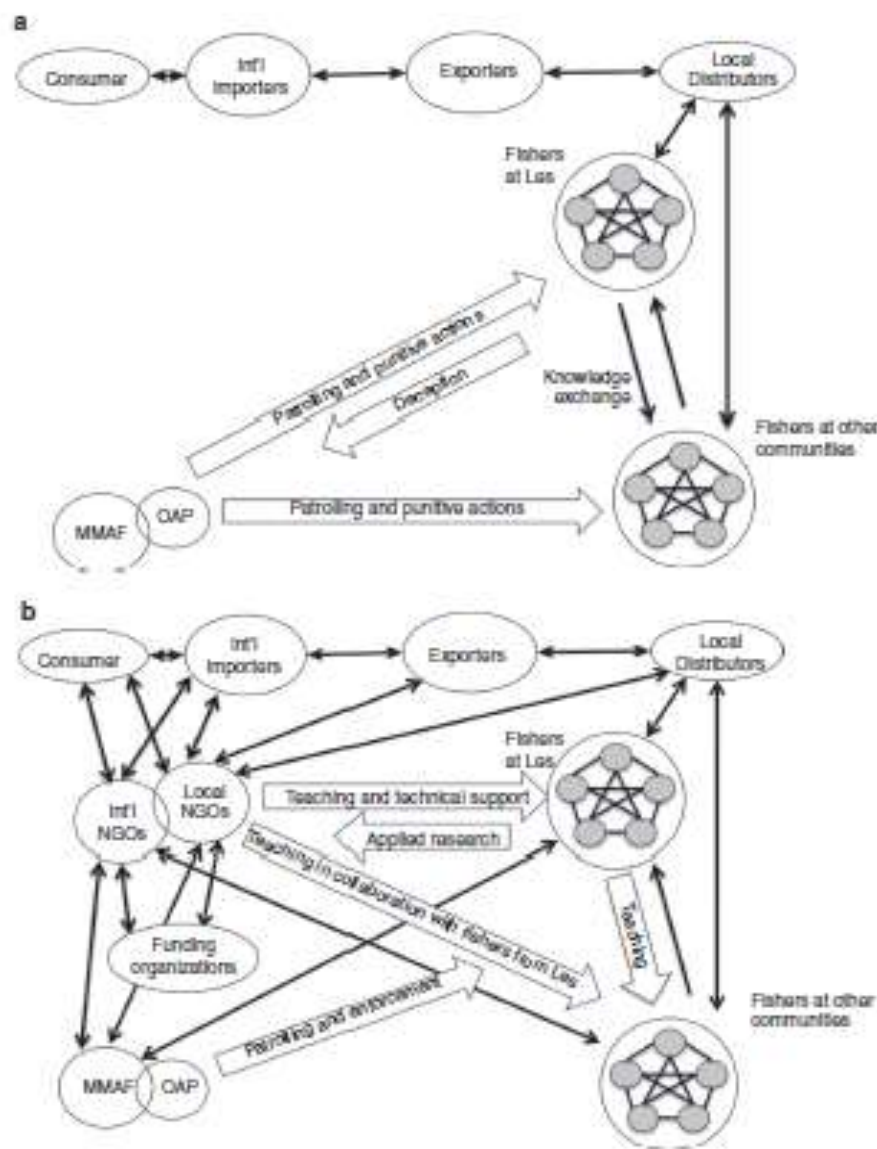 a
Consumer
Int'l
Importers
Exporters
Local
Distributors
Fishers
at Les
Patrolling and punitive actions
Deception
Knowledge
exchange
Fishers at other
communities
MMAF
OAP
Patrolling and punitive actions
b
Consumer
Int'l
Importers
Exporters
Local
Distributors
Fishers
at Les
Int'l
NGOs
Local
NGOs
Teaching and technical support
Applied research
Teaching in collaboration with fishers from Les
Teaching
Funding
organizations
Patrolling and enforcement
Fishers at other
communities
MMAF
OAP